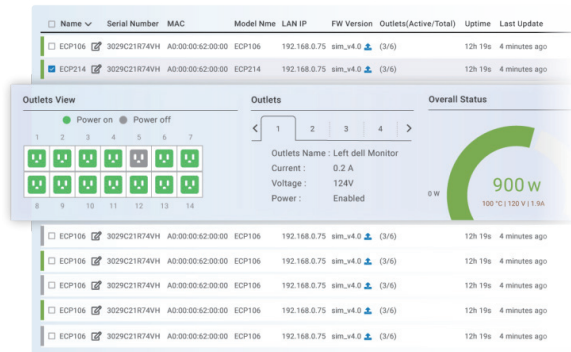 Name Serial Number MAC Model Nme LAN IP FW Version Outlets(Active/Total) Uptime Last Update
ECP106 3029C21R74VH A0:00:00:62:00:00 ECP106 192.168.0.75 sim_v4.0 (3/6) 12h 19s 4 minutes ago
ECP214 3029C21R74VH A0:00:00:62:00:00 ECP214 192.168.0.75 sim_v4.0 (3/6) 12h 19s 4 minutes ago
Outlets View
Power on Power off
1 2 3 4 5 6 7
8 9 10 11 12 13 14
Outlets
1 2 3 4
Outlets Name : Left dell Monitor
Current : 0.2 A
Voltage : 124V
Power : Enabled
Overall Status
0 W
900 w
100 °C | 120 V | 1.9A
ECP106 3029C21R74VH A0:00:00:62:00:00 ECP106 192.168.0.75 sim_v4.0 (3/6) 12h 19s 4 minutes ago
ECP106 3029C21R74VH A0:00:00:62:00:00 ECP106 192.168.0.75 sim_v4.0 (3/6) 12h 19s 4 minutes ago
ECP106 3029C21R74VH A0:00:00:62:00:00 ECP106 192.168.0.75 sim_v4.0 (3/6) 12h 19s 4 minutes ago
ECP106 3029C21R74VH A0:00:00:62:00:00 ECP106 192.168.0.75 sim_v4.0 (3/6) 12h 19s 4 minutes ago
ECP106 3029C21R74VH A0:00:00:62:00:00 ECP106 192.168.0.75 sim_v4.0 (3/6) 12h 19s 4 minutes ago